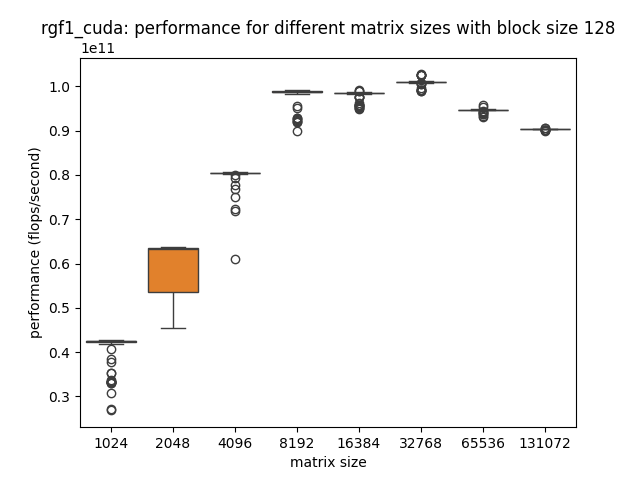 rgf1_cuda: performance for different matrix sizes with block size 128
1e11
1.0
0.9
0.8
0.7
0.6
0.5
0.4
0.3
performance (flops/second)
1024 2048 4096 8192 16384 32768 65536 131072
matrix size